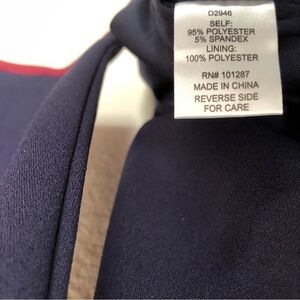 D2946
SELF:
95% POLYESTER
5% SPANDEX
LINING:
100% POLYESTER
RN# 101287
MADE IN CHINA
REVERSE SIDE
FOR CARE